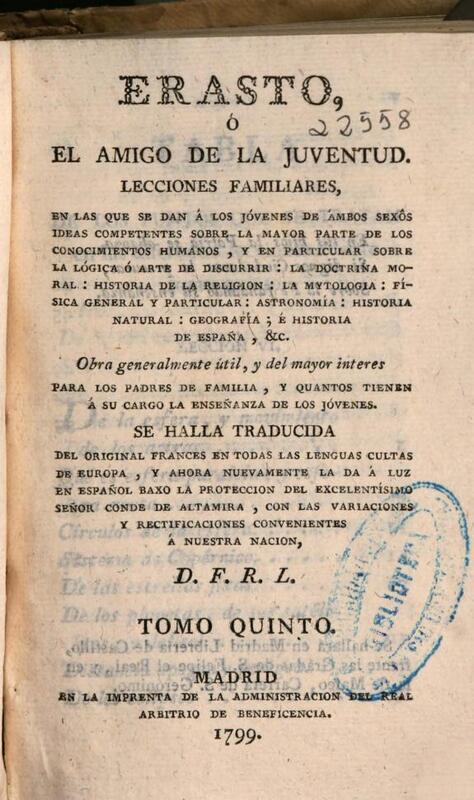 ERASTO,
Ó
22558
EL AMIGO DE LA JUVENTUD.
LECCIONES FAMILIARES,
EN LAS QUE SE DAN Á LOS JÓVENES DE AMBOS SEXÔS
IDEAS COMPETENTES SOBRE LA MAYOR PARTE DE LOS
CONOCIMIENTOS HUMANOS, Y EN PARTICULAR SOBRE
LA LÓGICA Ó ARTE DE DISCURRIR : LA DOCTRINA MO-
RAL : HISTORIA DE LA RELIGION : LA MYTOLOGIA : FÍ-
SICA GENERAL Y PARTICULAR : ASTRONOMIA : HISTORIA
NATURAL : GEOGRAFÍA ; É HISTORIA
DE ESPAÑA, &c.
Obra generalmente útil, y del mayor interes
PARA LOS PADRES DE FAMILIA, Y QUANTOS TIENEN
Á SU CARGO LA ENSEÑANZA DE LOS JÓVENES.
SE HALLA TRADUCIDA
DEL ORIGINAL FRANCES EN TODAS LAS LENGUAS CULTAS
DE EUROPA, Y AHORA NUEVAMENTE LA DA Á LUZ
EN ESPAÑOL BAXO LA PROTECCION DEL EXCELENTÍSIMO
SEÑOR CONDE DE ALTAMIRA, CON LAS VARIACIONES
Y RECTIFICACIONES CONVENIENTES
Á NUESTRA NACION,
D. F. R. L.
TOMO QUINTO.
BIBLIOTECA
MADRID
EN LA IMPRENTA DE LA ADMINISTRACION DEL REAL
ARBITRIO DE BENEFICENCIA.
1799.